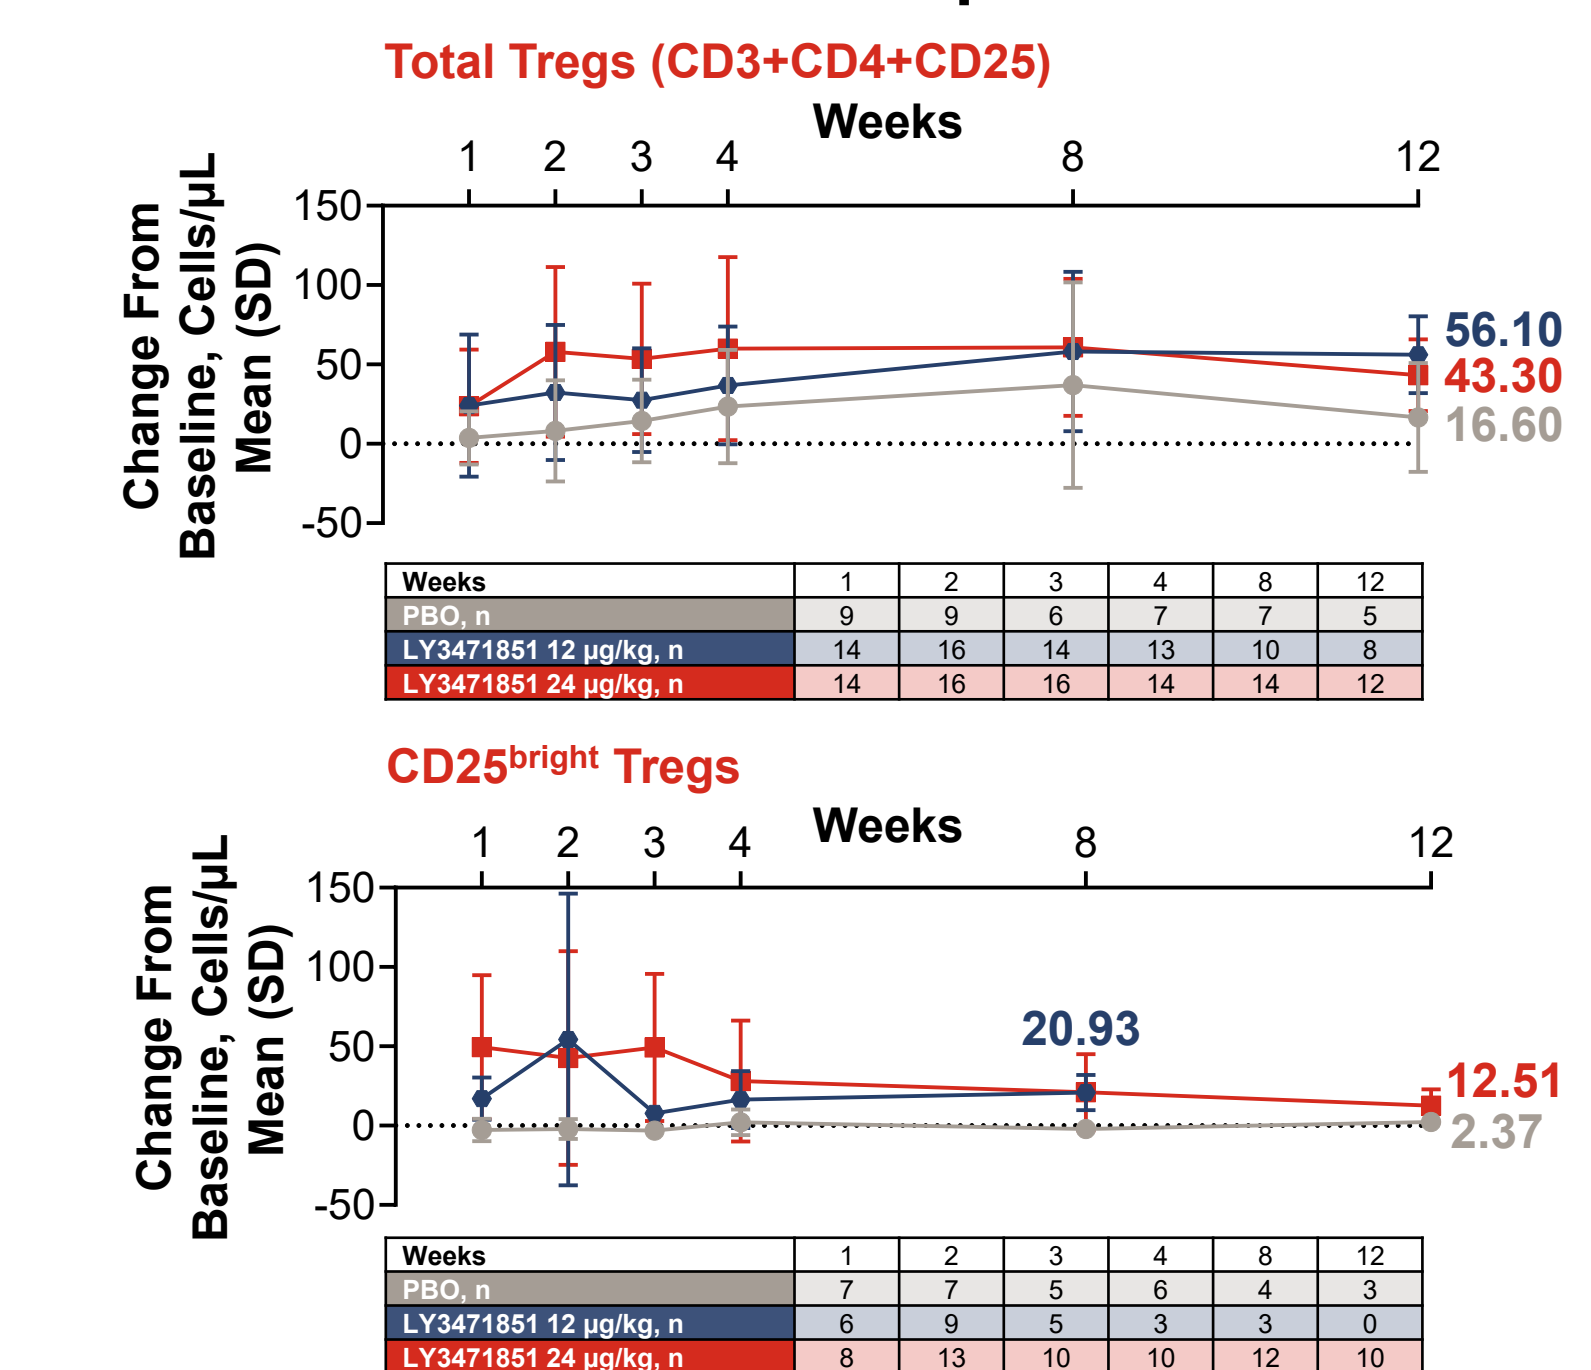 Total Tregs (CD3+CD4+CD25)
Weeks
1 2 3 4 8 12
Change From
Baseline, Cells/µL
Mean (SD)
150
100
50
0
-50
56.10
43.30
16.60
Weeks 1 2 3 4 8 12
PBO, n 9 9 6 7 7 5
LY3471851 12 µg/kg, n 14 16 14 13 10 8
LY3471851 24 µg/kg, n 14 16 16 14 14 12
CD25bright Tregs
Weeks
1 2 3 4 8 12
Change From
Baseline, Cells/µL
Mean (SD)
150
100
50
0
-50
20.93
12.51
2.37
Weeks 1 2 3 4 8 12
PBO, n 7 7 5 6 4 3
LY3471851 12 µg/kg, n 6 9 5 3 3 0
LY3471851 24 µg/kg, n 8 13 10 10 12 10